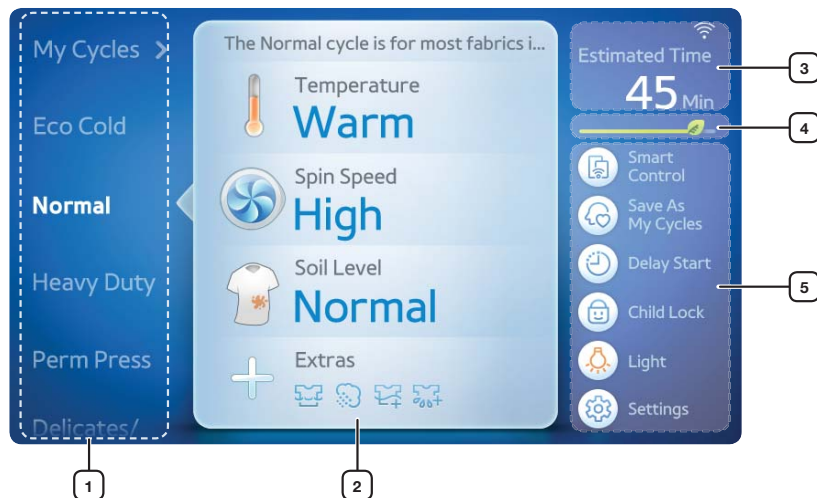 My Cycles
Eco Cold
Normal
Heavy Duty
Perm Press
Delicates/
The Normal cycle is for most fabrics i...
Temperature
Warm
Spin Speed
High
Soil Level
Normal
Extras
Estimated Time
45 Min
Smart
Control
Save As
My Cycles
Delay Start
Child Lock
Light
Settings
1
2
3
4
5